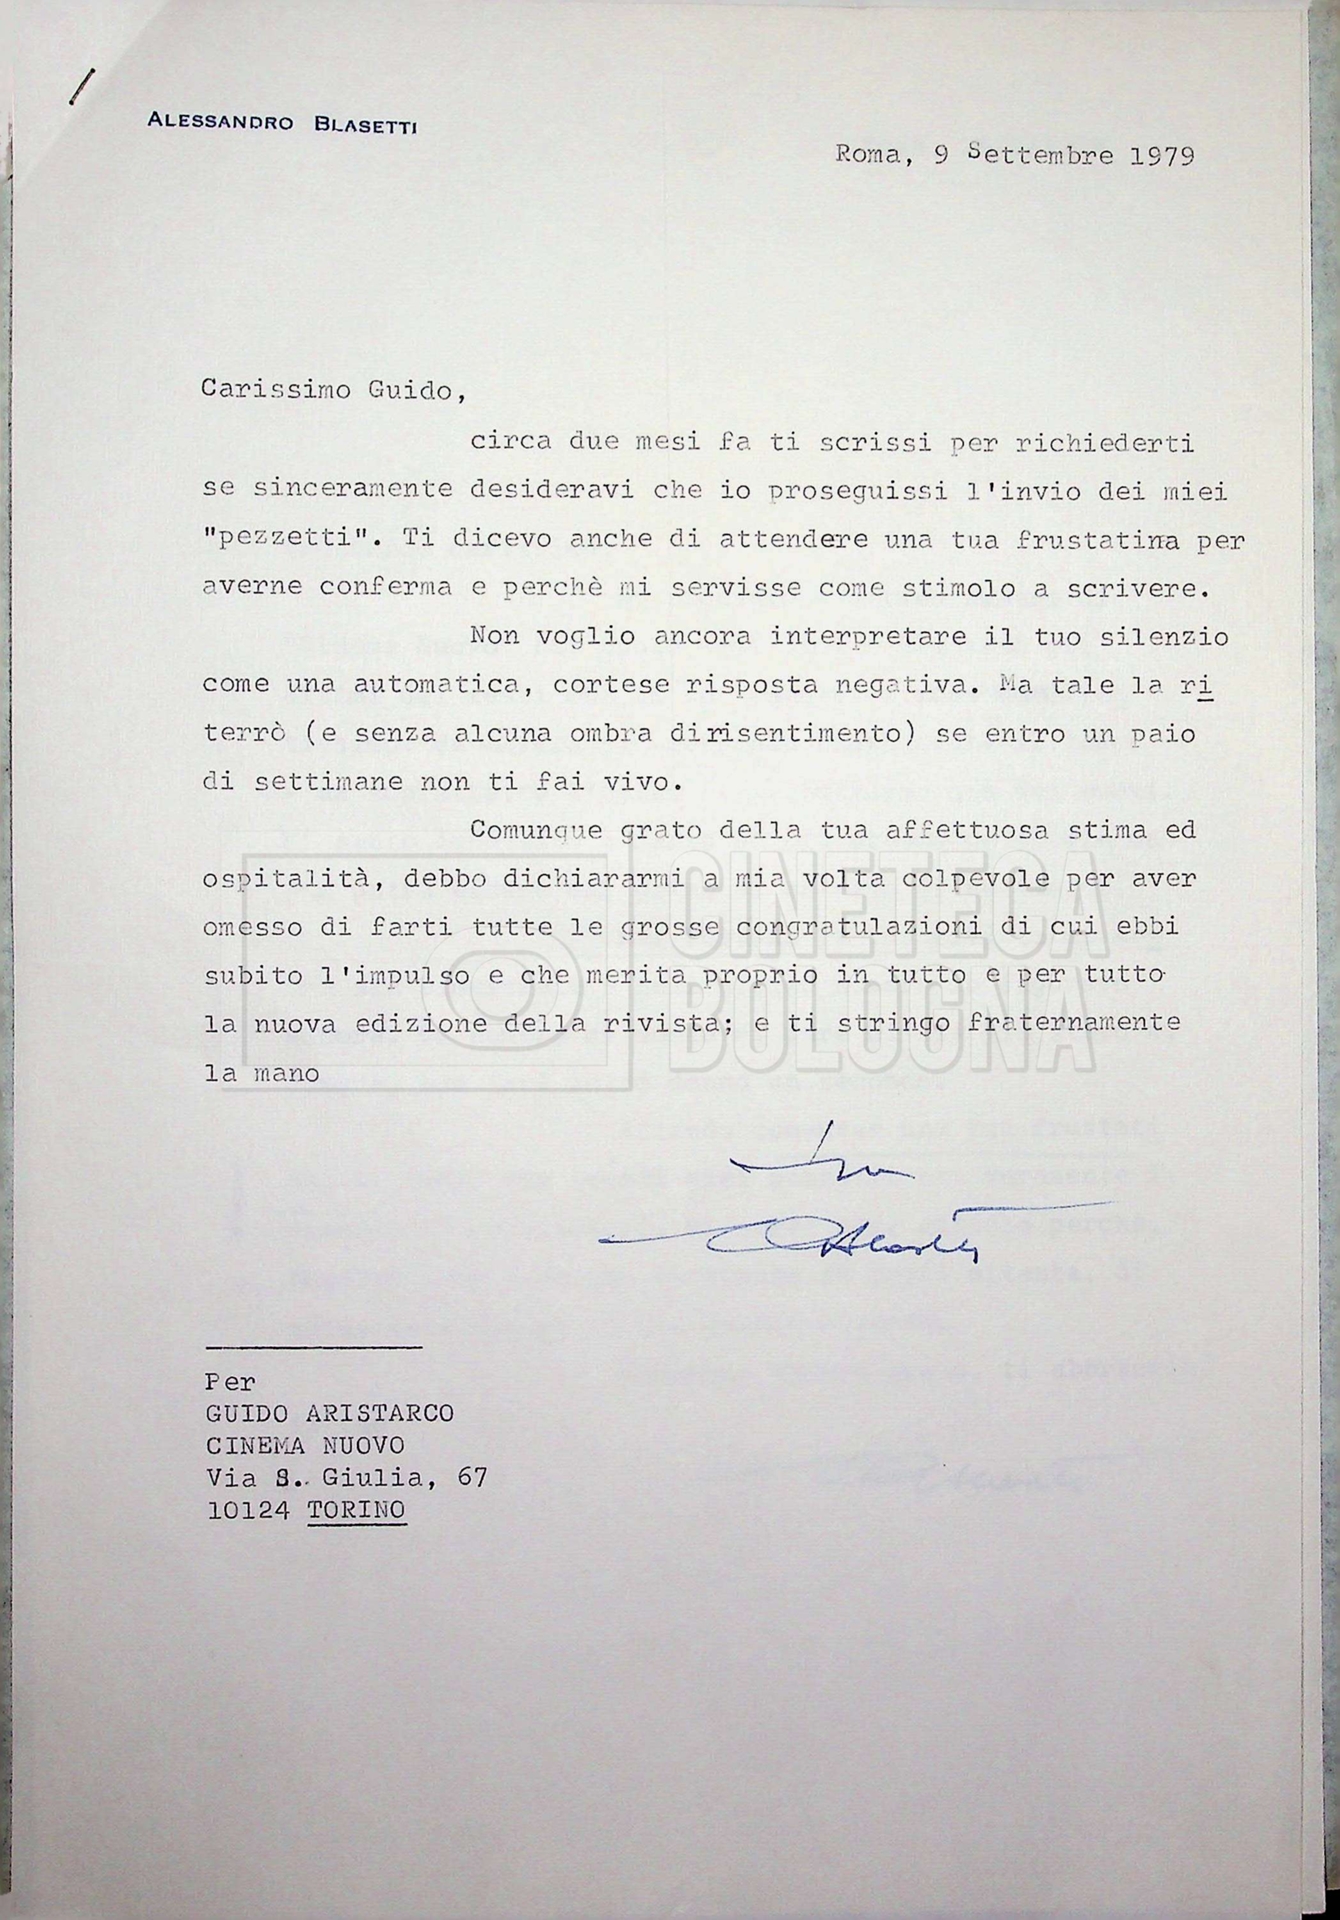 ALESSANDRO BLASETTI
Roma, 9 Settembre 1979
Carissimo Guido,
circa due mesi fa ti scrissi per richiederti
se sinceramente desideravi che io proseguissi l'invio dei miei
"pezzetti". Ti dicevo anche di attendere una tua frustatina per
averne conferma e perchè mi servisse come stimolo a scrivere.
Non voglio ancora interpretare il tuo silenzio
come una automatica, cortese risposta negativa. Ma tale la ri
terrò (e senza alcuna ombra di risentimento) se entro un paio
di settimane non ti fai vivo.
Comunque grato della tua affettuosa stima ed
ospitalità, debbo dichiararmi a mia volta colpevole per aver
omesso di farti tutte le grosse congratulazioni di cui ebbi
subito l'impulso e che merita proprio in tutto e per tutto
la nuova edizione della rivista; e ti stringo fraternamente
la mano
CINETECA
BOLOGNA
Per
GUIDO ARISTARCO
CINEMA NUOVO
Via S. Giulia, 67
10124 TORINO